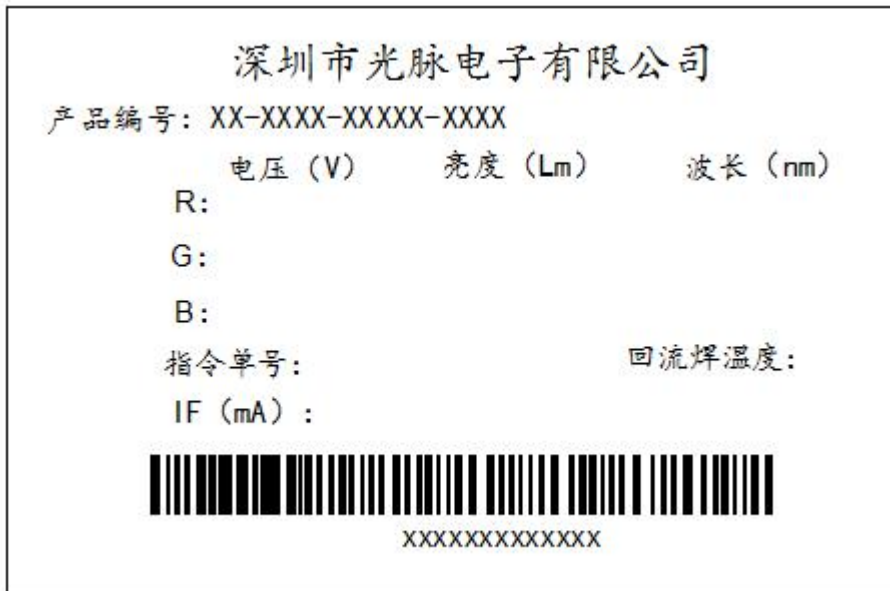 深圳市光脉电子有限公司
产品编号: XX-XXXX-XXXXX-XXXX
电压（V） 亮度（Lm） 波长（nm）
R:
G:
B:
指令单号: 回流焊温度:
IF（mA）:
XXXXXXXXXXXXX